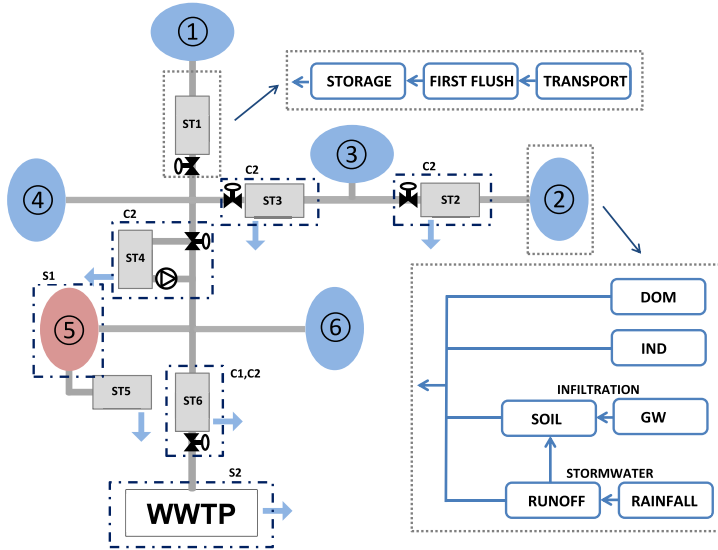 ①
STORAGE
FIRST FLUSH
TRANSPORT
ST1
③
C2
C2
④
ST3
ST2
②
C2
ST4
S1
DOM
⑤
⑥
IND
C1,C2
INFILTRATION
ST5
ST6
SOIL
GW
S2
STORMWATER
RUNOFF
RAINFALL
WWTP